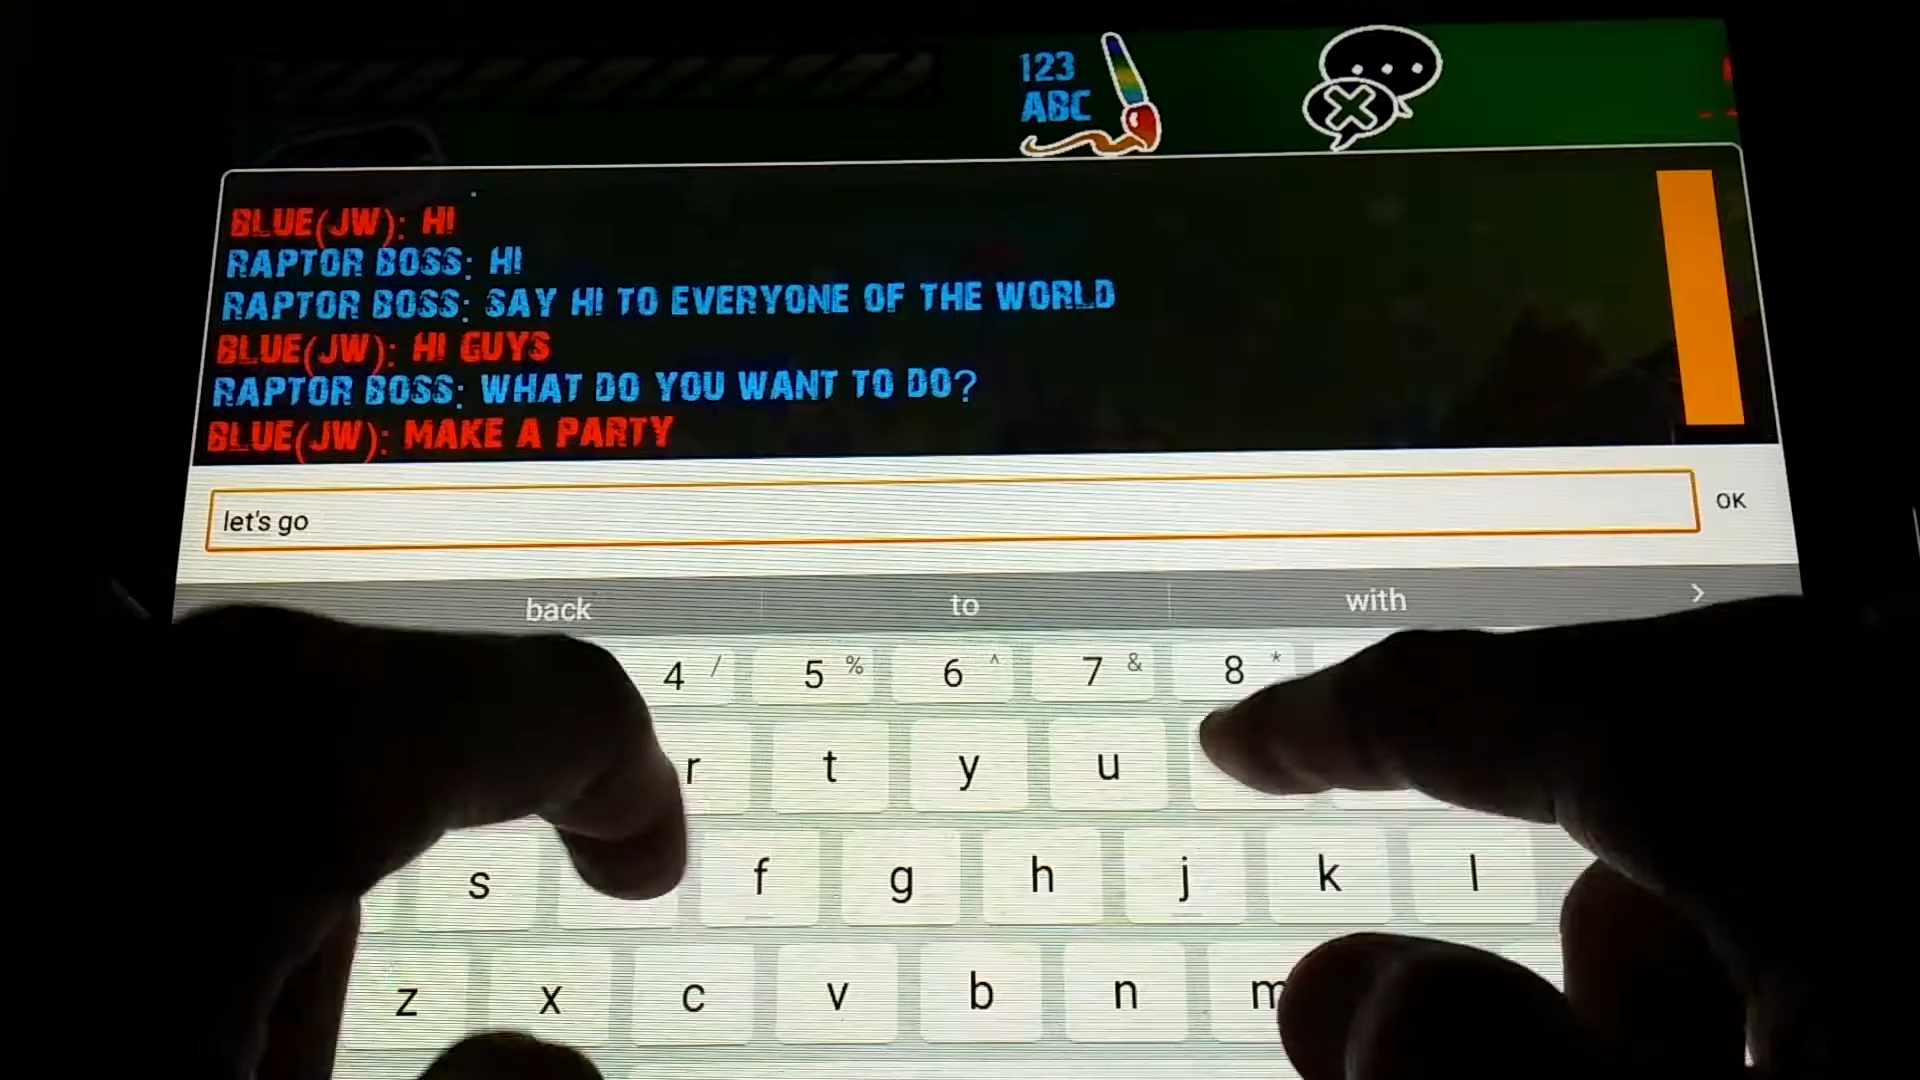 123
ABC
BLUE(JW): HI
RAPTOR BOSS: HI
RAPTOR BOSS: SAY HI TO EVERYONE OF THE WORLD
BLUE(JW): HI GUYS
RAPTOR BOSS: WHAT DO YOU WANT TO DO?
BLUE(JW): MAKE A PARTY
let's go
OK
back to with >
4 / 5 % 6 ^ 7 & 8 *
r t y u
s f g h j k l
z x c v b n m